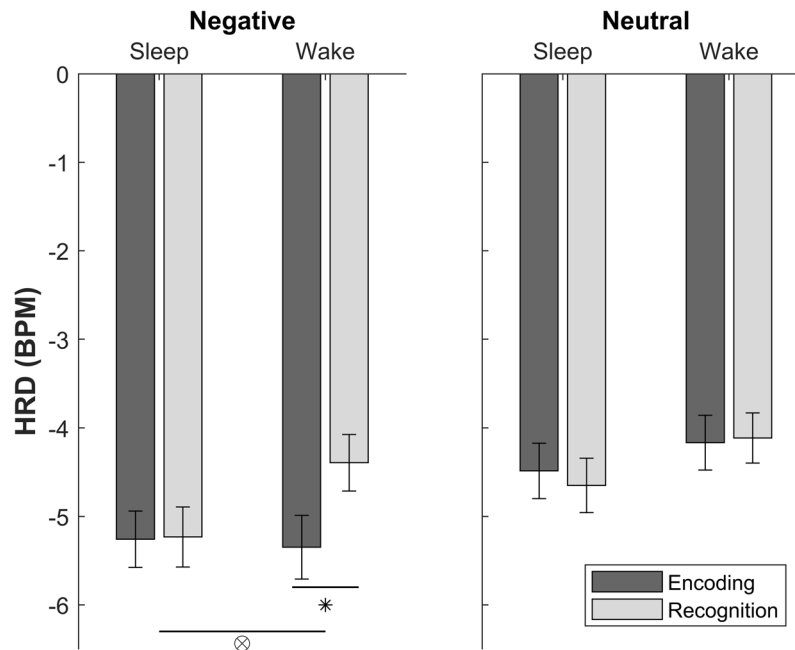 Negative
Neutral
Sleep Wake
Sleep Wake
HRD (BPM)
0
-1
-2
-3
-4
-5
-6
*
⊗
Encoding
Recognition